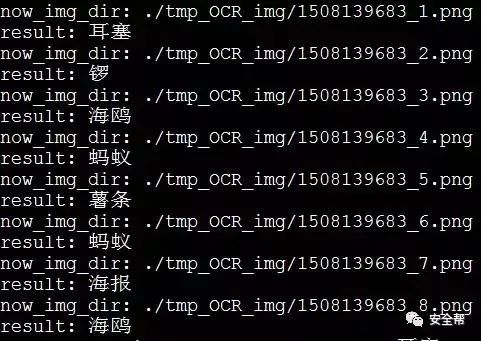 now_img_dir: ./tmp_OCR_img/1508139683_1.png
result: 耳塞
now_img_dir: ./tmp_OCR_img/1508139683_2.png
result: 锣
now_img_dir: ./tmp_OCR_img/1508139683_3.png
result: 海鸥
now_img_dir: ./tmp_OCR_img/1508139683_4.png
result: 蚂蚁
now_img_dir: ./tmp_OCR_img/1508139683_5.png
result: 薯条
now_img_dir: ./tmp_OCR_img/1508139683_6.png
result: 蚂蚁
now_img_dir: ./tmp_OCR_img/1508139683_7.png
result: 海报
now_img_dir: ./tmp_OCR_img/1508139683_8.png
result: 海鸥
安全帮